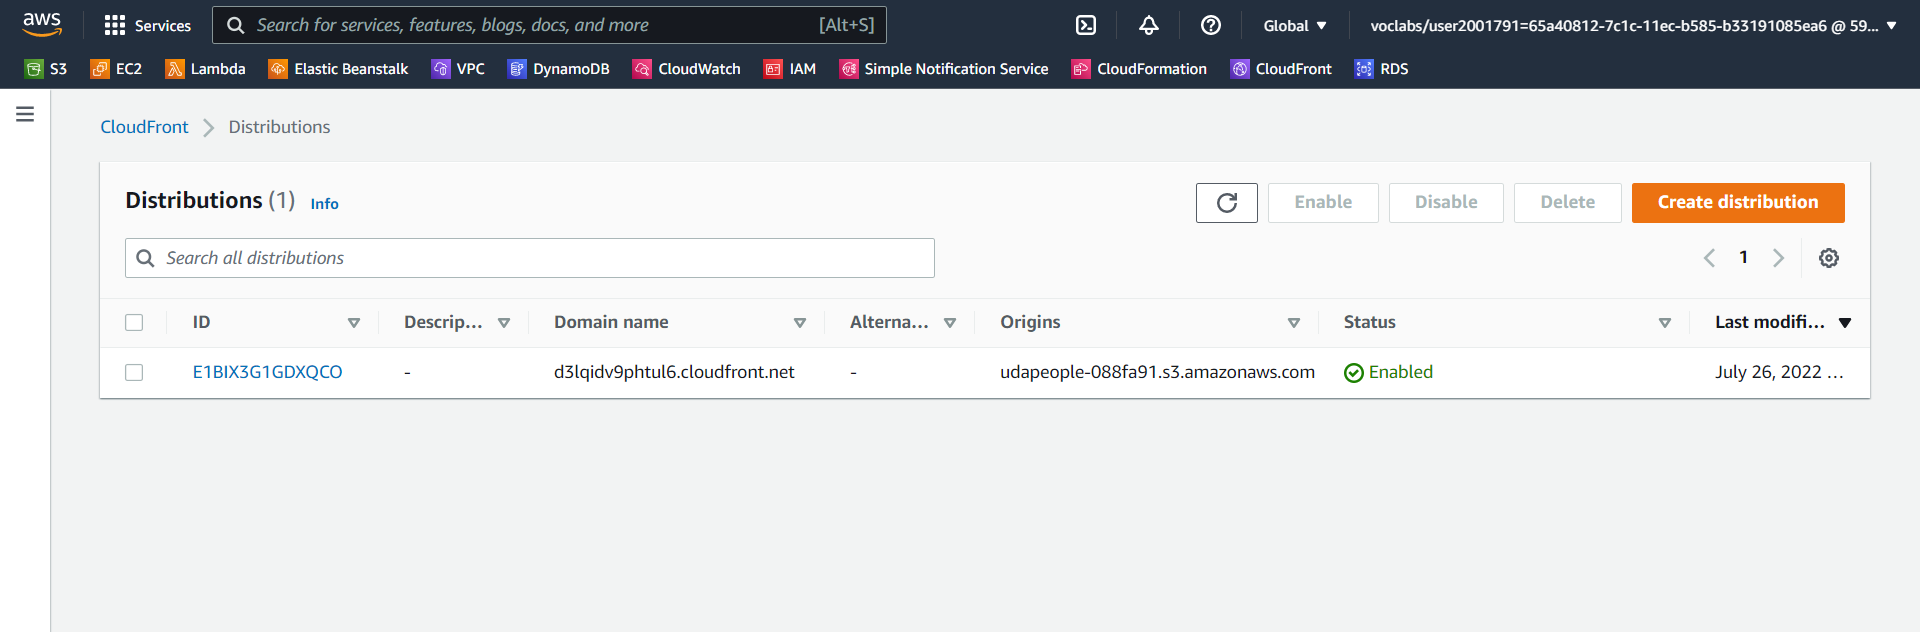 aws Services Search for services, features, blogs, docs, and more [Alt+S] Global voclabs/user2001791=65a40812-7c1c-11ec-b585-b33191085ea6 @ 59...
S3 EC2 Lambda Elastic Beanstalk VPC DynamoDB CloudWatch IAM Simple Notification Service CloudFormation CloudFront RDS
CloudFront Distributions
Distributions (1) Info Enable Disable Delete Create distribution
Search all distributions 1
ID Descrip... Domain name Alterna... Origins Status Last modifi...
E1BIX3G1GDXQCO - d3lqidv9phtul6.cloudfront.net - udapeople-088fa91.s3.amazonaws.com Enabled July 26, 2022 ...